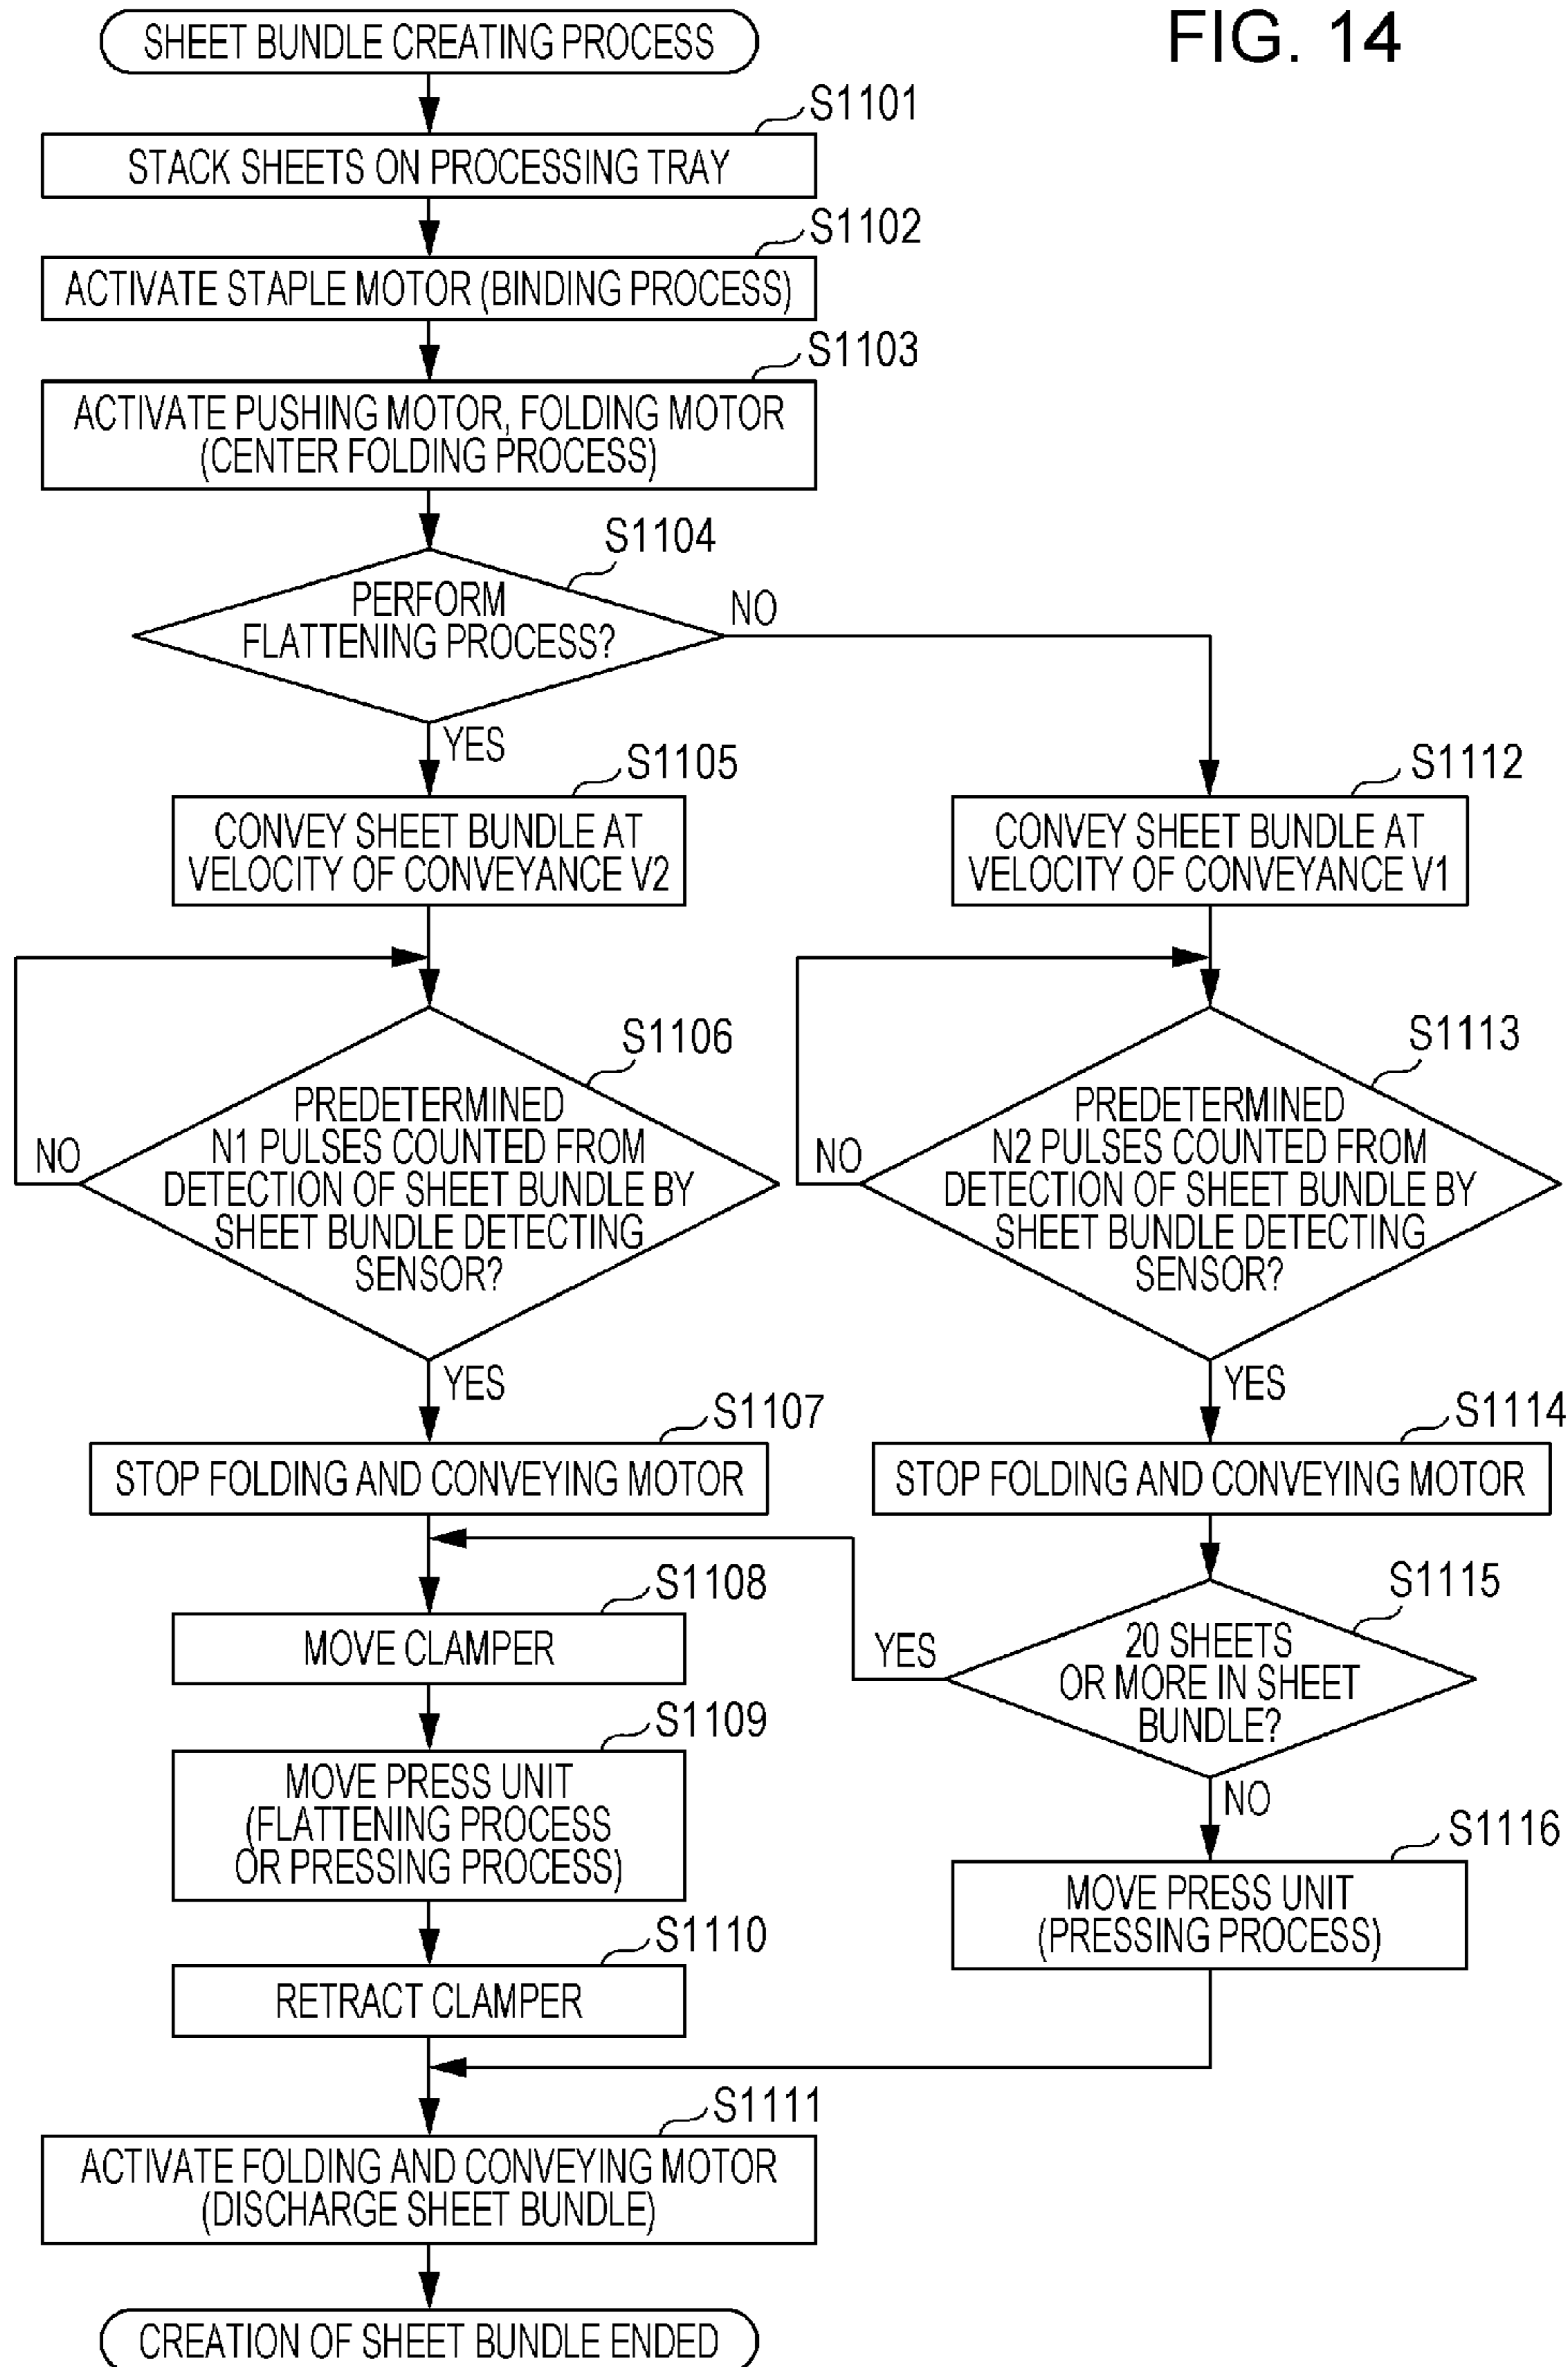 FIG. 14
SHEET BUNDLE CREATING PROCESS
S1101
STACK SHEETS ON PROCESSING TRAY
S1102
ACTIVATE STAPLE MOTOR (BINDING PROCESS)
S1103
ACTIVATE PUSHING MOTOR, FOLDING MOTOR
(CENTER FOLDING PROCESS)
S1104
PERFORM
FLATTENING PROCESS?
NO
YES
S1105
CONVEY SHEET BUNDLE AT
VELOCITY OF CONVEYANCE V2
S1112
CONVEY SHEET BUNDLE AT
VELOCITY OF CONVEYANCE V1
S1106
PREDETERMINED
N1 PULSES COUNTED FROM
DETECTION OF SHEET BUNDLE BY
SHEET BUNDLE DETECTING
SENSOR?
NO
YES
S1113
PREDETERMINED
N2 PULSES COUNTED FROM
DETECTION OF SHEET BUNDLE BY
SHEET BUNDLE DETECTING
SENSOR?
NO
YES
S1107
STOP FOLDING AND CONVEYING MOTOR
S1114
STOP FOLDING AND CONVEYING MOTOR
S1108
MOVE CLAMPER
S1115
20 SHEETS
OR MORE IN SHEET
BUNDLE?
YES
NO
S1109
MOVE PRESS UNIT
(FLATTENING PROCESS
OR PRESSING PROCESS)
S1116
MOVE PRESS UNIT
(PRESSING PROCESS)
S1110
RETRACT CLAMPER
S1111
ACTIVATE FOLDING AND CONVEYING MOTOR
(DISCHARGE SHEET BUNDLE)
CREATION OF SHEET BUNDLE ENDED